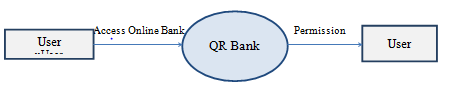 Access Online Bank
Permission
User
QR Bank
User